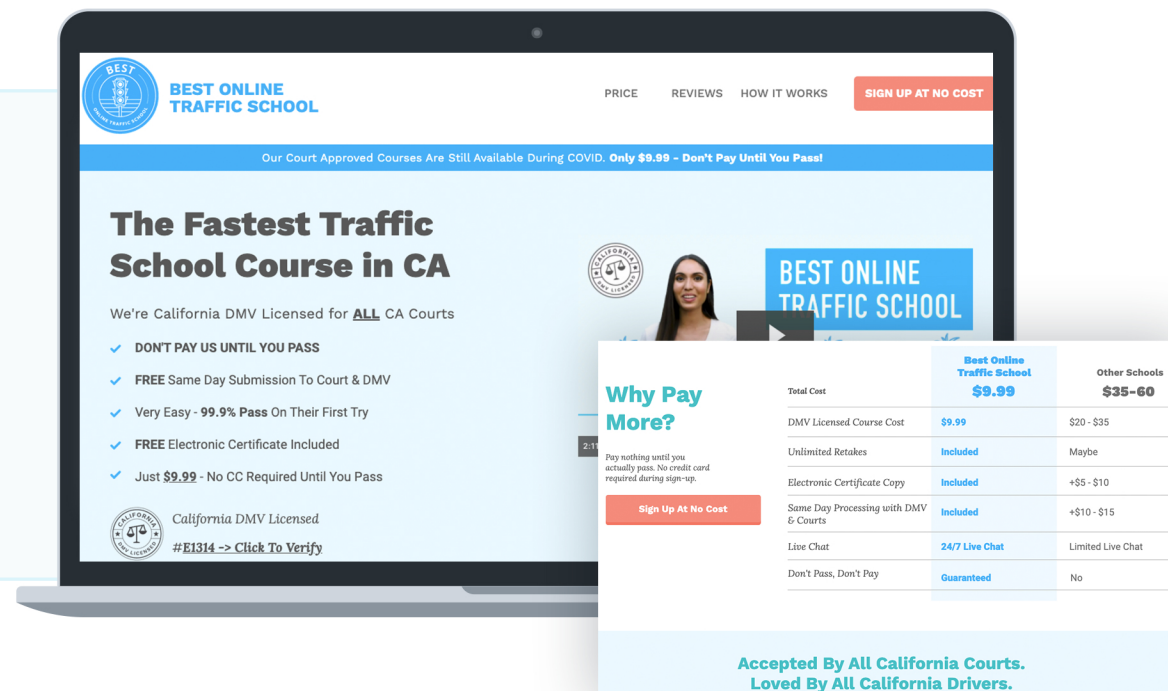 BEST
ONLINE TRAFFIC SCHOOL
BEST ONLINE
TRAFFIC SCHOOL
PRICE
REVIEWS
HOW IT WORKS
SIGN UP AT NO COST
Our Court Approved Courses Are Still Available During COVID. Only $9.99 - Don't Pay Until You Pass!
The Fastest Traffic
School Course in CA
We're California DMV Licensed for ALL CA Courts
DON'T PAY US UNTIL YOU PASS
FREE Same Day Submission To Court & DMV
Very Easy - 99.9% Pass On Their First Try
FREE Electronic Certificate Included
Just $9.99 - No CC Required Until You Pass
CALIFORNIA
DMV LICENSED
California DMV Licensed
#E1314 -> Click To Verify
CALIFORNIA
DMV LICENSED
BEST ONLINE
TRAFFIC SCHOOL
2:11
Why Pay
More?
Pay nothing until you
actually pass. No credit card
required during sign-up.
Sign Up At No Cost
Best Online
Traffic School
Other Schools
Total Cost
$9.99
$35-60
DMV Licensed Course Cost
$9.99
$20 - $35
Unlimited Retakes
Included
Maybe
Electronic Certificate Copy
Included
+$5 - $10
Same Day Processing with DMV
& Courts
Included
+$10 - $15
Live Chat
24/7 Live Chat
Limited Live Chat
Don't Pass, Don't Pay
Guaranteed
No
Accepted By All California Courts.
Loved By All California Drivers.